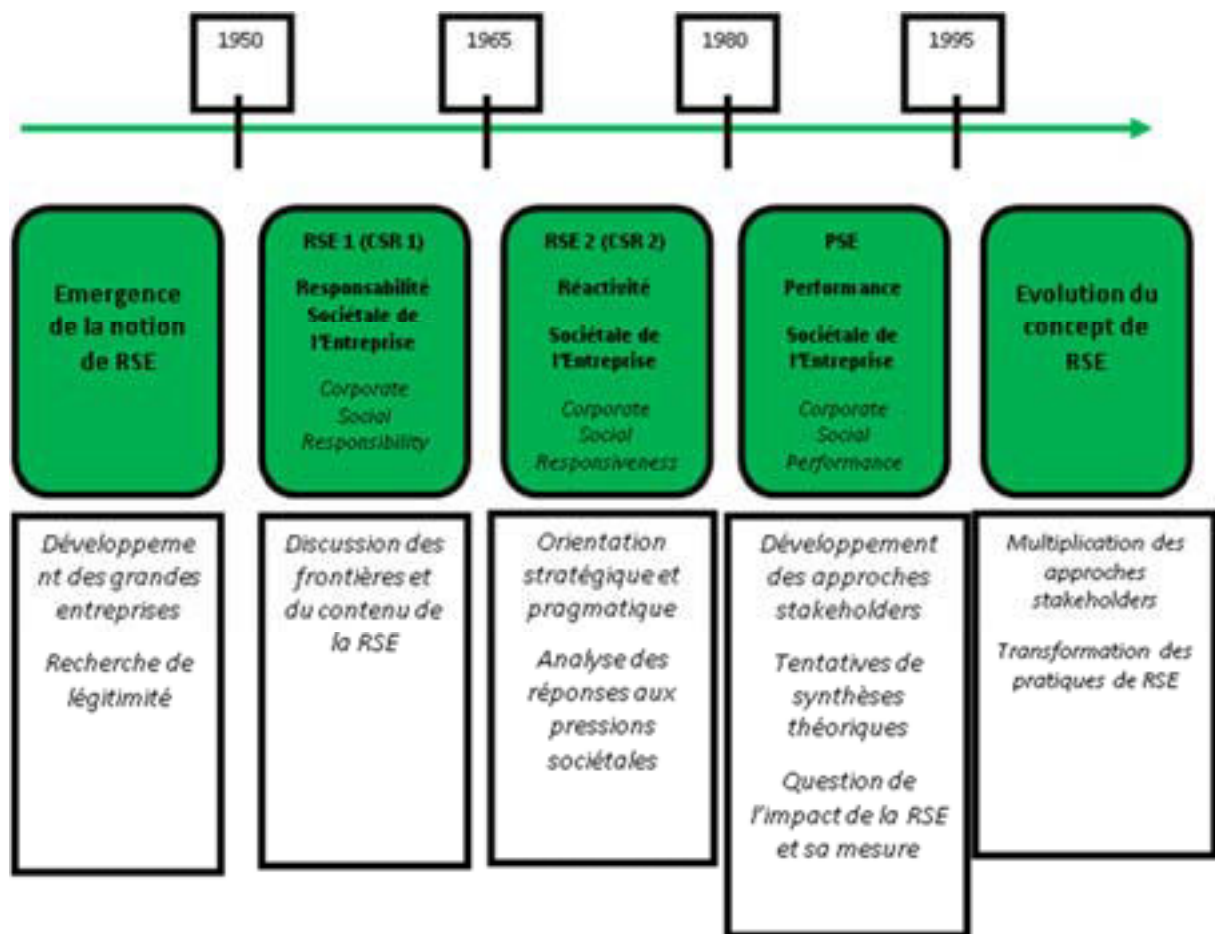 1950
1965
1980
1995
Emergence
de la notion
de RSE
RSE 1 (CSR 1)
Responsabilité
Sociétale de
l'Entreprise
Corporate
Social
Responsibility
RSE 2 (CSR 2)
Réactivité
Sociétale de
l'Entreprise
Corporate
Social
Responsiveness
PSE
Performance
Sociétale de
l'Entreprise
Corporate
Social
Performance
Evolution du
concept de
RSE
Développeme
nt des grandes
entreprises
Recherche de
légitimité
Discussion des
frontières et
du contenu de
la RSE
Orientation
stratégique et
pragmatique
Analyse des
réponses aux
pressions
sociétales
Développement
des approches
stakeholders
Tentatives de
synthèses
théoriques
Question de
l'impact de la RSE
et sa mesure
Multiplication des
approches
stakeholders
Transformation des
pratiques de RSE